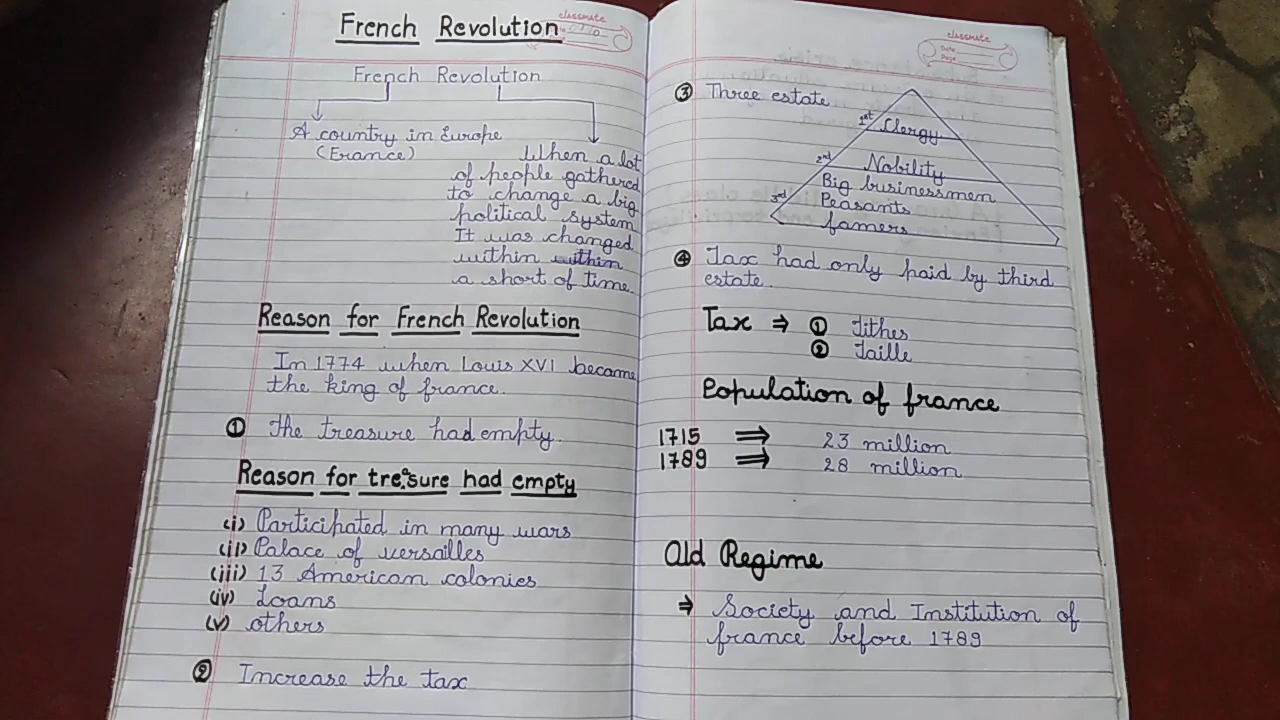 French Revolution
classmate
French Revolution
A country in Europe
(France)
When a lot
of people gathered
to change a big
political system
It was changed
within within
a short of time.
Reason for French Revolution
In 1774 when Louis XVI became
the king of france.
① The treasure had empty.
Reason for tresure had empty
(i) Participated in many wars
(ii) Palace of versailles
(iii) 13 American colonies
(iv) Loans
(v) others
② Increase the tax
classmate
Date
Page
③ Three estate
1st Clergy
2nd Nobility
Big businessmen
3rd Peasants
famers
④ Tax had only paid by third
estate.
Tax ⇒ ① Tithes
② Taille
Population of france
1715 ⇒ 23 million
1789 ⇒ 28 million
Old Regime
⇒ Society and Institution of
france before 1789